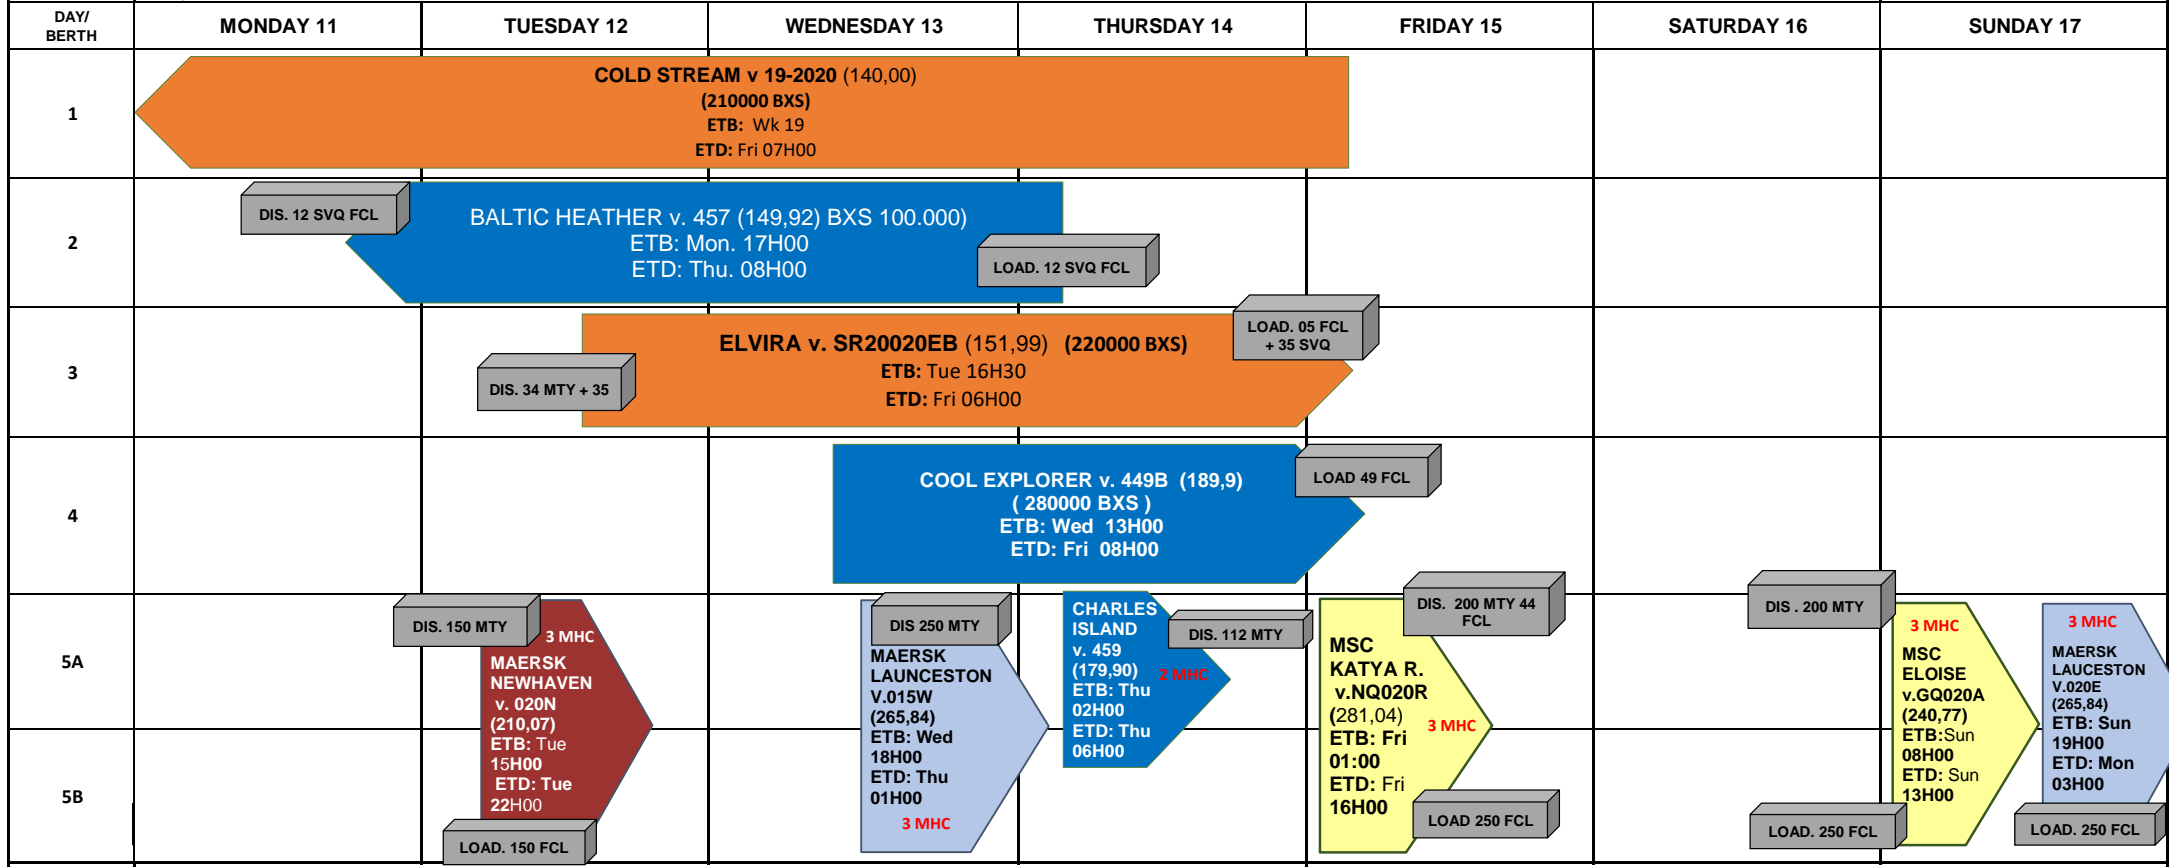 DAY/
BERTH
MONDAY 11
TUESDAY 12
WEDNESDAY 13
THURSDAY 14
FRIDAY 15
SATURDAY 16
SUNDAY 17
1
COLD STREAM v 19-2020 (140,00)
(210000 BXS)
ETB: Wk 19
ETD: Fri 07H00
2
DIS. 12 SVQ FCL
BALTIC HEATHER v. 457 (149,92) BXS 100.000)
ETB: Mon. 17H00
ETD: Thu. 08H00
LOAD. 12 SVQ FCL
3
DIS. 34 MTY + 35
ELVIRA v. SR20020EB (151,99) (220000 BXS)
ETB: Tue 16H30
ETD: Fri 06H00
LOAD. 05 FCL
+ 35 SVQ
4
COOL EXPLORER v. 449B (189,9)
( 280000 BXS )
ETB: Wed 13H00
ETD: Fri 08H00
LOAD 49 FCL
5A
5B
DIS. 150 MTY
3 MHC
MAERSK
NEWHAVEN
v. 020N
(210,07)
ETB: Tue
15H00
ETD: Tue
22H00
LOAD. 150 FCL
DIS 250 MTY
MAERSK
LAUNCESTON
V.015W
(265,84)
ETB: Wed
18H00
ETD: Thu
01H00
3 MHC
CHARLES
ISLAND
v. 459
(179,90)
ETB: Thu
02H00
ETD: Thu
06H00
DIS. 112 MTY
2 MHC
DIS. 200 MTY 44
FCL
MSC
KATYA R.
v.NQ020R
(281,04)
ETB: Fri
01:00
ETD: Fri
16H00
3 MHC
LOAD 250 FCL
DIS . 200 MTY
3 MHC
MSC
ELOISE
v.GQ020A
(240,77)
ETB:Sun
08H00
ETD: Sun
13H00
LOAD. 250 FCL
3 MHC
MAERSK
LAUCESTON
V.020E
(265,84)
ETB: Sun
19H00
ETD: Mon
03H00
LOAD. 250 FCL